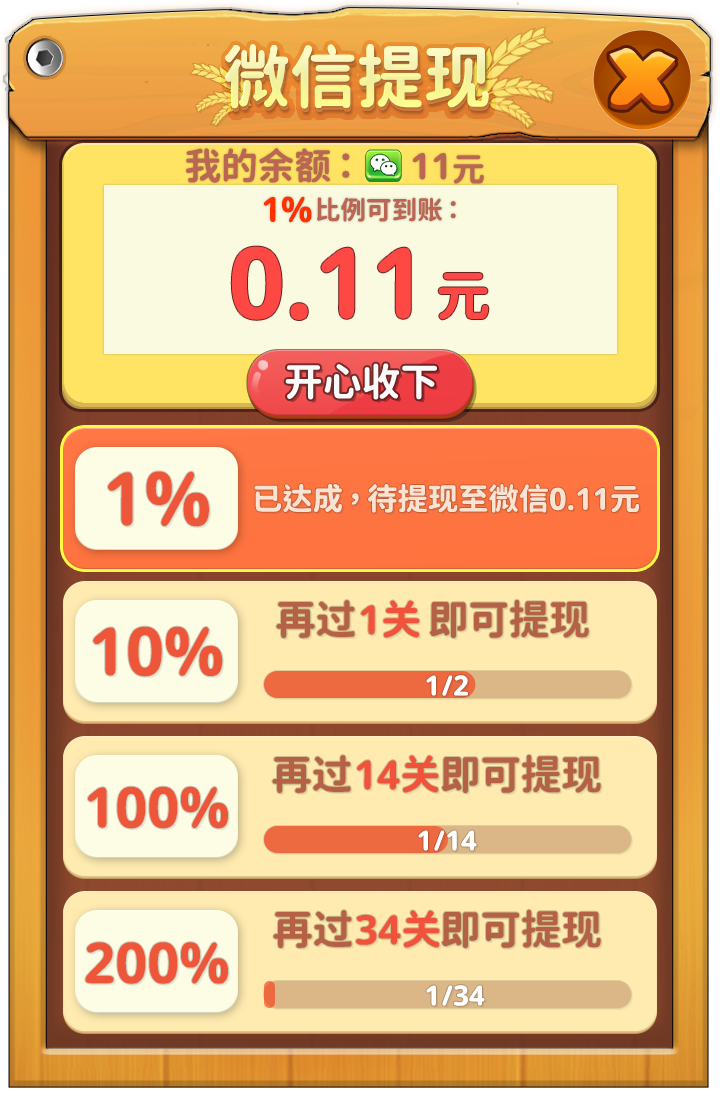 微信提现
我的余额： 11元
1%比例可到账：
0.11元
开心收下
1%
已达成，待提现至微信0.11元
10%
再过1关 即可提现
1/2
100%
再过14关即可提现
1/14
200%
再过34关即可提现
1/34